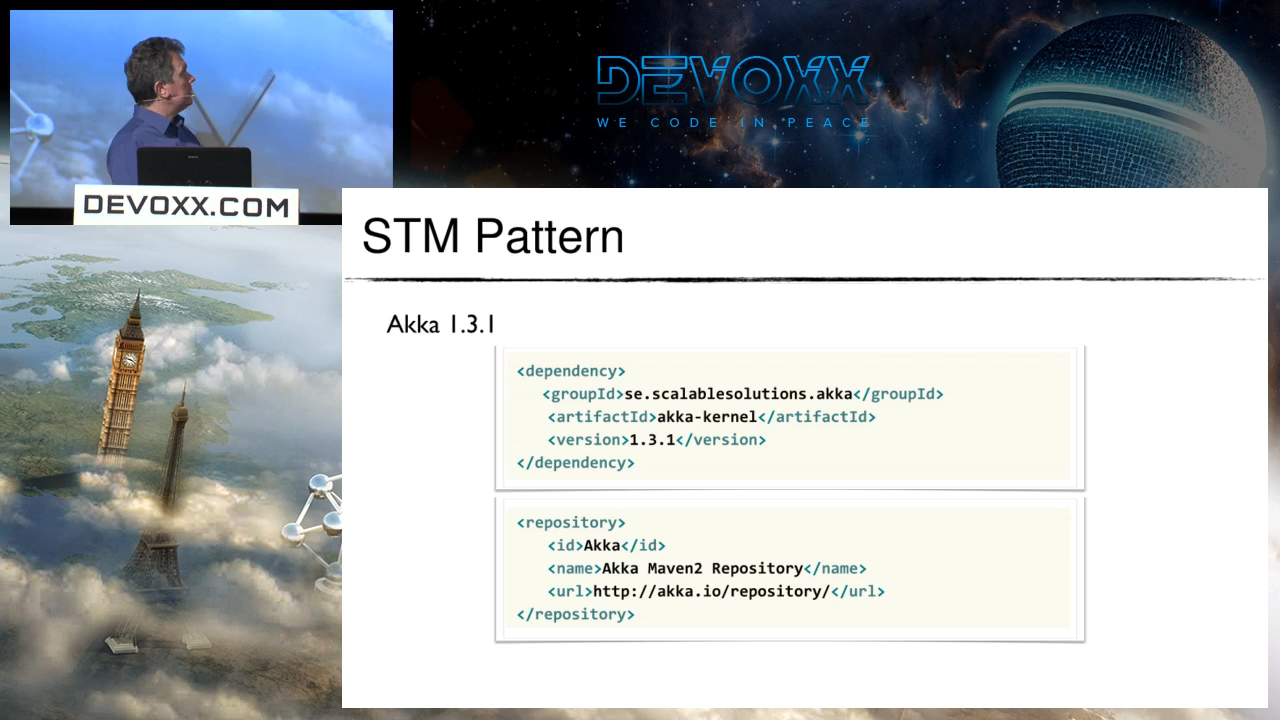 DEVOXX
WE CODE IN PEACE
DEVOXX.COM
STM Pattern
Akka 1.3.1
<dependency>
<groupId>se.scalablesolutions.akka</groupId>
<artifactId>akka-kernel</artifactId>
<version>1.3.1</version>
</dependency>
<repository>
<id>Akka</id>
<name>Akka Maven2 Repository</name>
<url>http://akka.io/repository/</url>
</repository>